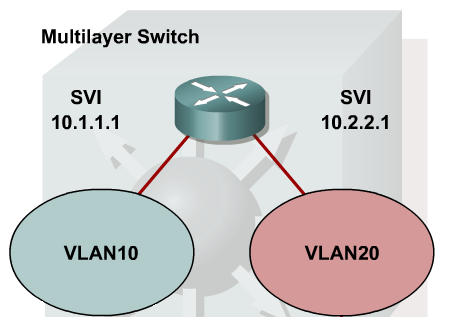 Multilayer Switch
SVI
10.1.1.1
SVI
10.2.2.1
VLAN10
VLAN20